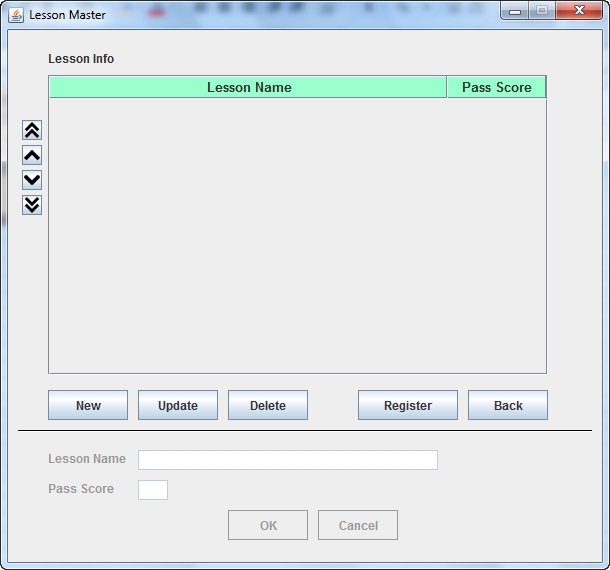 Lesson Master
Lesson Info
Lesson Name Pass Score
New Update Delete Register Back
Lesson Name
Pass Score
OK Cancel